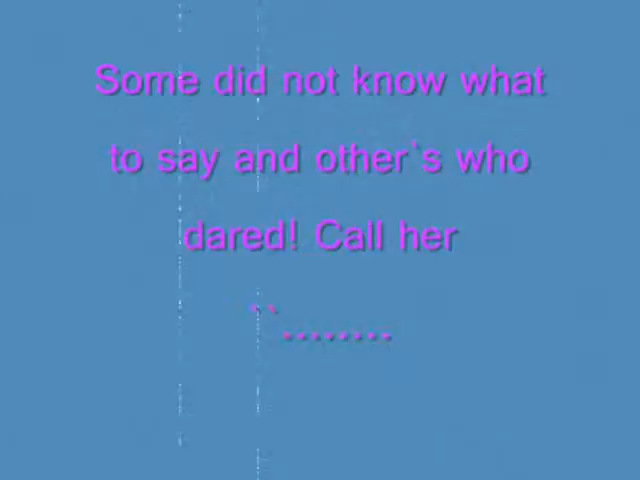 Some did not know what
to say and other`s who
dared! Call her
``........